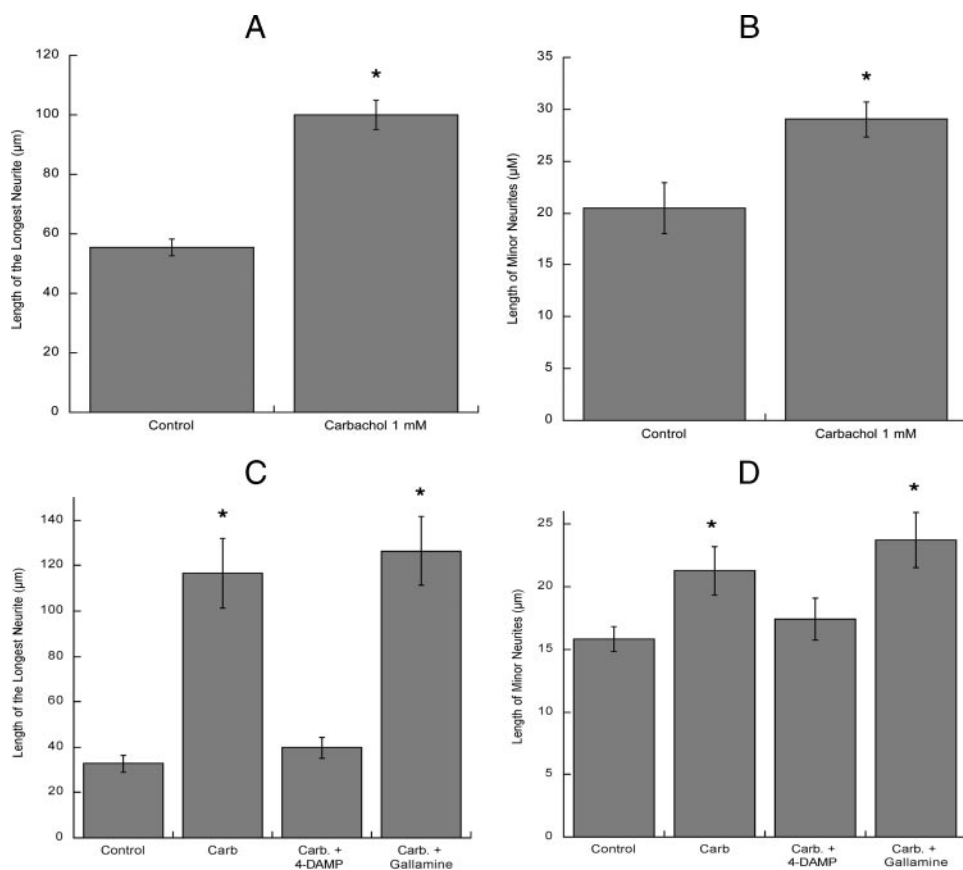 A
Length of the Longest Neurite (µm)
120
100
80
60
40
20
0
*
Control
Carbachol 1 mM
B
Length of Minor Neurites (µM)
35
30
25
20
15
10
5
0
*
Control
Carbachol 1 mM
C
Length of the Longest Neurite (µm)
140
120
100
80
60
40
20
0
*
*
Control
Carb
Carb. +
4-DAMP
Carb. +
Gallamine
D
Length of Minor Neurites (µm)
25
20
15
10
5
0
*
*
Control
Carb
Carb. +
4-DAMP
Carb. +
Gallamine